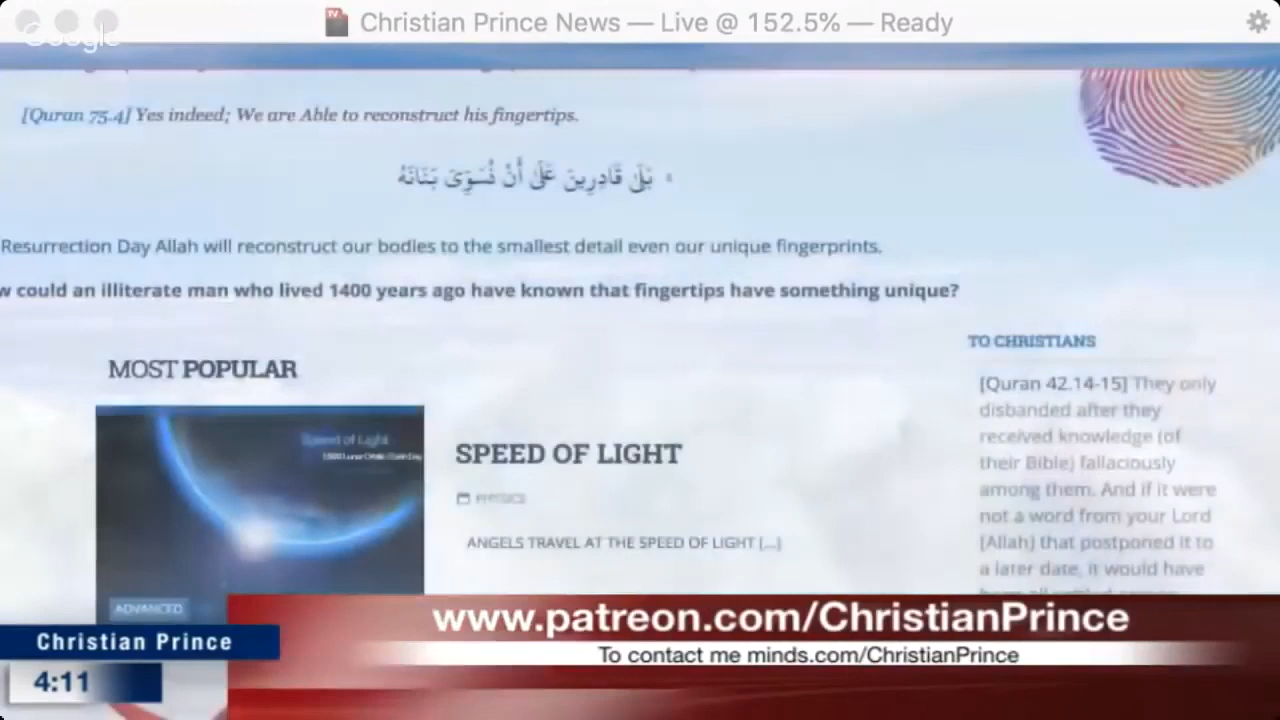 Christian Prince News — Live @ 152.5% — Ready
Google
[Quran 75.4] Yes indeed; We are Able to reconstruct his fingertips.
بَلَىٰ قَادِرِينَ عَلَىٰ أَنْ نُسَوِّيَ بَنَانَهُ
Resurrection Day Allah will reconstruct our bodies to the smallest detail even our unique fingerprints.
w could an illiterate man who lived 1400 years ago have known that fingertips have something unique?
TO CHRISTIANS
[Quran 42.14-15] They only
disbanded after they
received knowledge (of
their Bible) fallaciously
among them. And if it were
not a word from your Lord
[Allah] that postponed it to
a later date, it would have
MOST POPULAR
Speed of Light
ADVANCED
SPEED OF LIGHT
PHYSICS
ANGELS TRAVEL AT THE SPEED OF LIGHT [...]
www.patreon.com/ChristianPrince
To contact me minds.com/ChristianPrince
Christian Prince
4:11